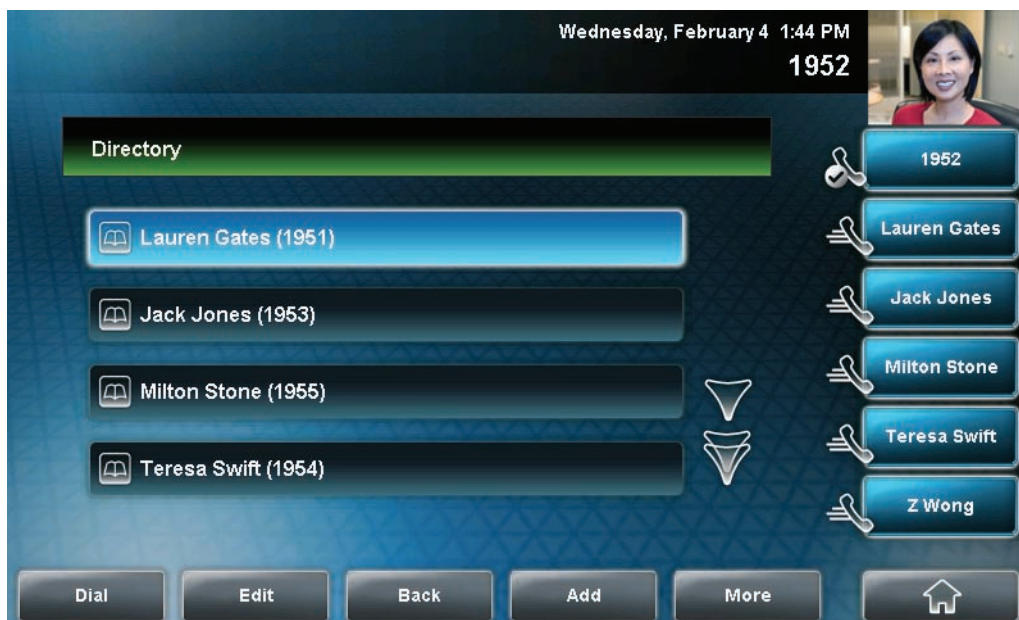 Wednesday, February 4 1:44 PM
1952
Directory
Lauren Gates (1951)
Jack Jones (1953)
Milton Stone (1955)
Teresa Swift (1954)
1952
Lauren Gates
Jack Jones
Milton Stone
Teresa Swift
Z Wong
Dial Edit Back Add More